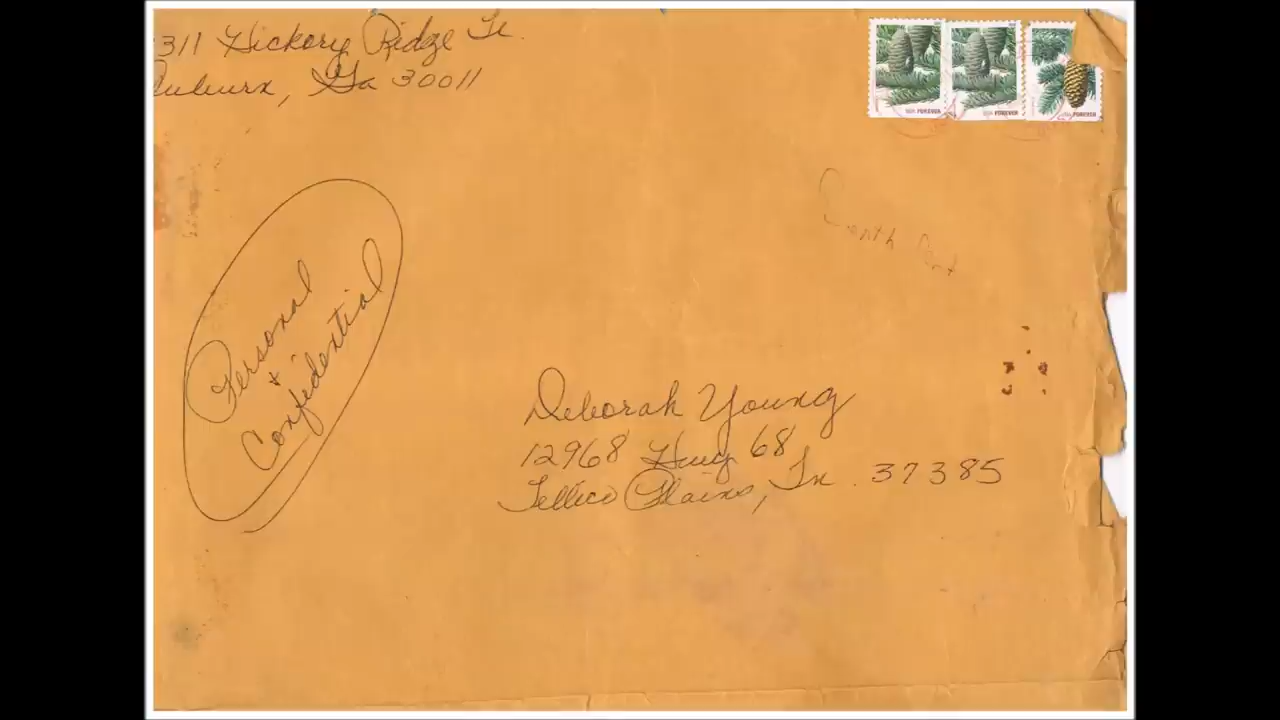 311 Hickory Ridge Tr.
Auburn, Ga 30011
USA FOREVER
USA FOREVER
USA FOREVER
Personal
+
Confidential
Deborah Young
12968 Hwy 68
Tellico Plains, Tn. 37385